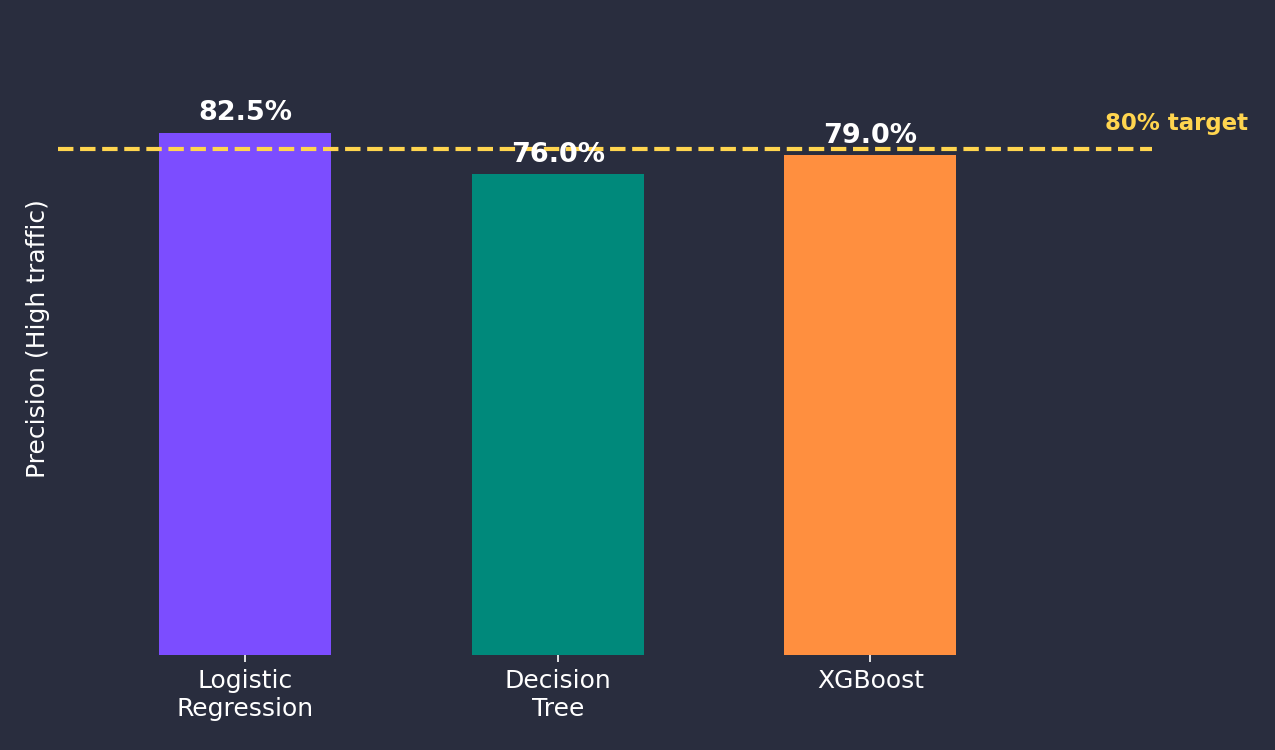 82.5%
76.0%
79.0%
80% target
Precision (High traffic)
Logistic
Regression
Decision
Tree
XGBoost